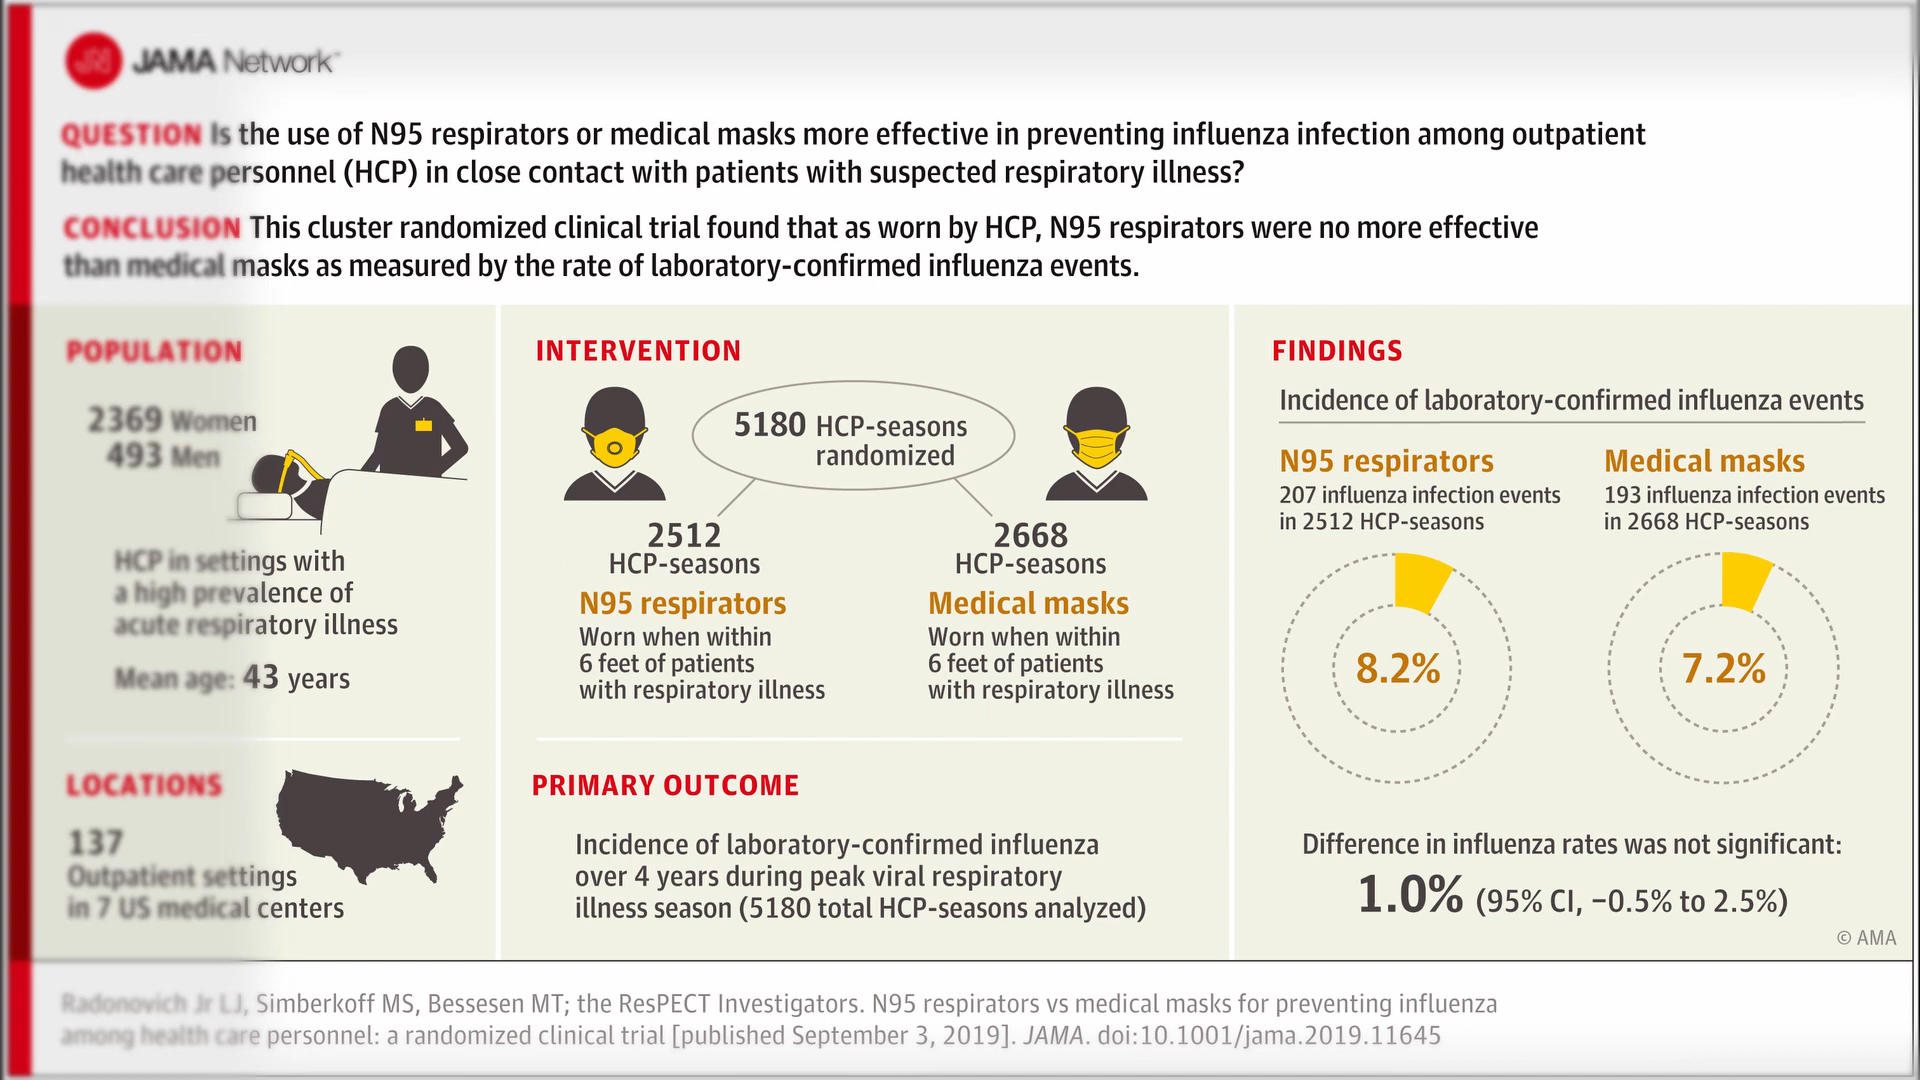 JAMA Network™
QUESTION Is the use of N95 respirators or medical masks more effective in preventing influenza infection among outpatient
health care personnel (HCP) in close contact with patients with suspected respiratory illness?
CONCLUSION This cluster randomized clinical trial found that as worn by HCP, N95 respirators were no more effective
than medical masks as measured by the rate of laboratory-confirmed influenza events.
POPULATION
2369 Women
493 Men
HCP in settings with
a high prevalence of
acute respiratory illness
Mean age: 43 years
LOCATIONS
137
Outpatient settings
in 7 US medical centers
INTERVENTION
5180 HCP-seasons
randomized
2512
HCP-seasons
N95 respirators
Worn when within
6 feet of patients
with respiratory illness
2668
HCP-seasons
Medical masks
Worn when within
6 feet of patients
with respiratory illness
PRIMARY OUTCOME
Incidence of laboratory-confirmed influenza
over 4 years during peak viral respiratory
illness season (5180 total HCP-seasons analyzed)
FINDINGS
Incidence of laboratory-confirmed influenza events
N95 respirators
207 influenza infection events
in 2512 HCP-seasons
8.2%
Medical masks
193 influenza infection events
in 2668 HCP-seasons
7.2%
Difference in influenza rates was not significant:
1.0% (95% CI, −0.5% to 2.5%)
© AMA
Radonovich Jr LJ, Simberkoff MS, Bessesen MT; the ResPECT Investigators. N95 respirators vs medical masks for preventing influenza
among health care personnel: a randomized clinical trial [published September 3, 2019]. JAMA. doi:10.1001/jama.2019.11645